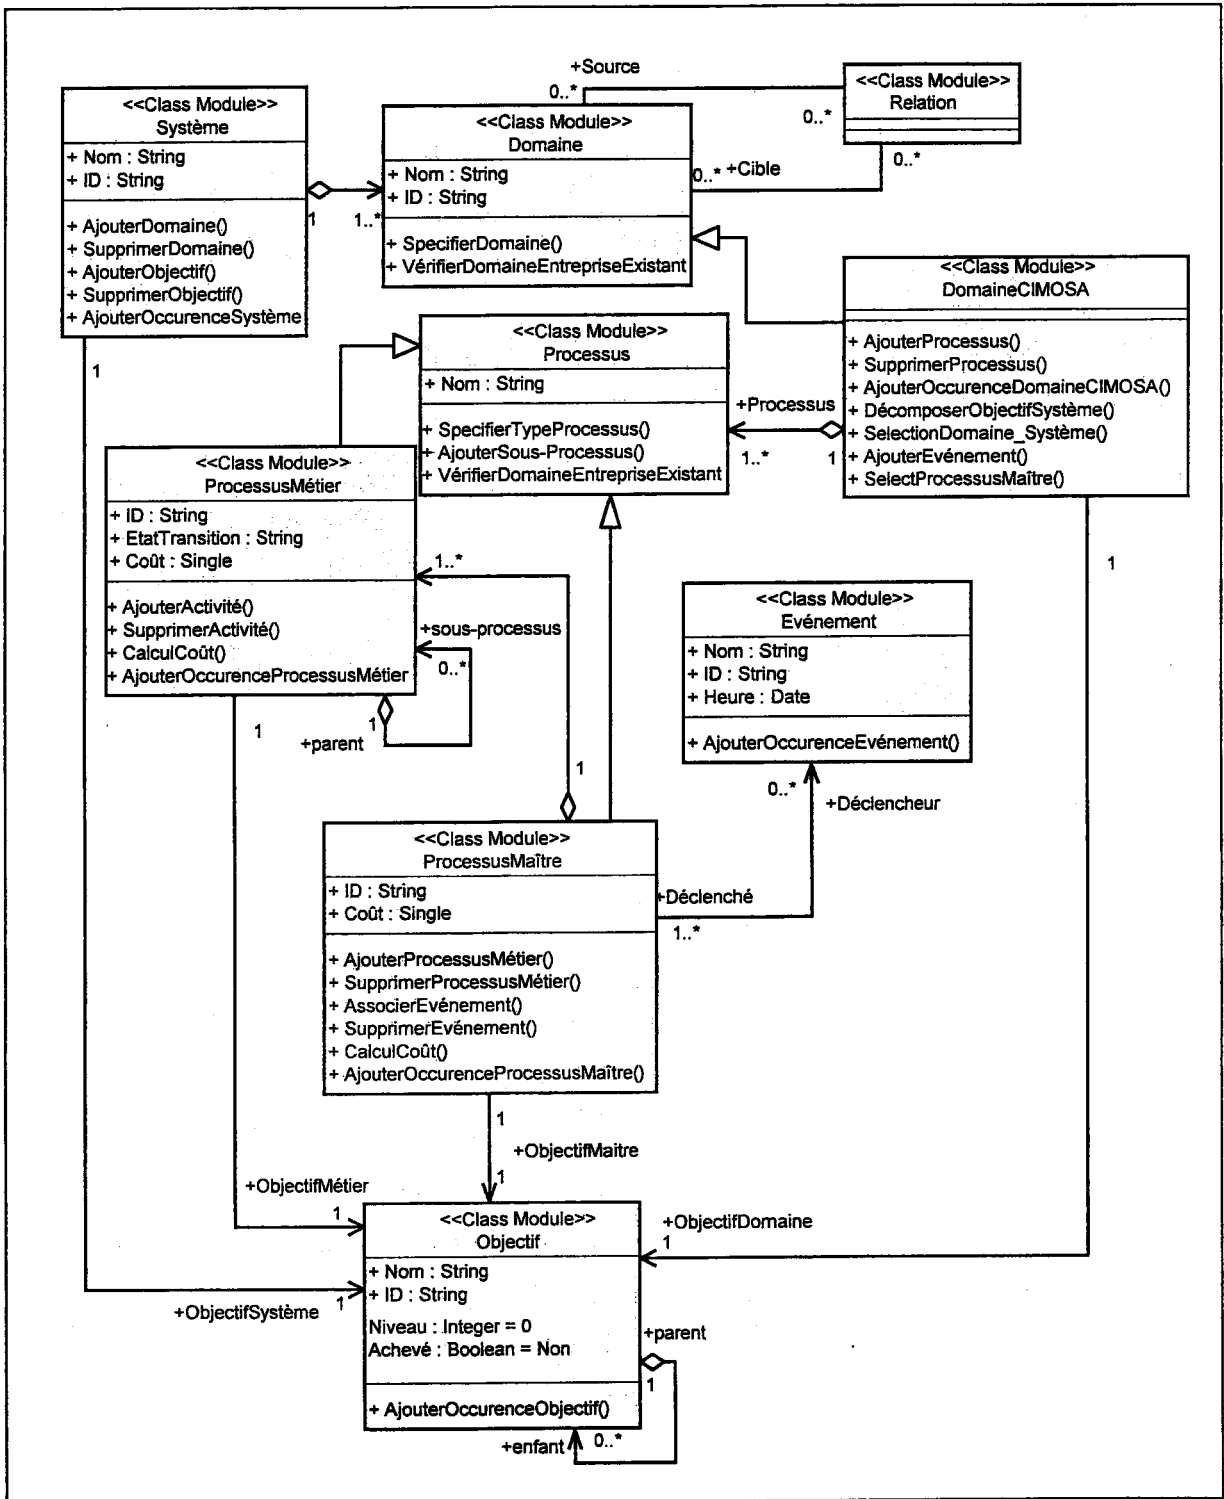 +Source
0..*
0..*
<<Class Module>>
Relation
0..*
<<Class Module>>
Système
+ Nom : String
+ ID : String
+ AjouterDomaine()
+ SupprimerDomaine()
+ AjouterObjectif()
+ SupprimerObjectif()
+ AjouterOccurenceSystème
1
1..*
1
<<Class Module>>
Domaine
+ Nom : String
+ ID : String
+ SpecifierDomaine()
+ VérifierDomaineEntrepriseExistant
0..* +Cible
<<Class Module>>
DomaineCIMOSA
+ AjouterProcessus()
+ SupprimerProcessus()
+ AjouterOccurenceDomaineCIMOSA()
+ DécomposerObjectifSystème()
+ SelectionDomaine_Système()
+ AjouterEvénement()
+ SelectProcessusMaître()
<<Class Module>>
Processus
+ Nom : String
+ SpecifierTypeProcessus()
+ AjouterSous-Processus()
+ VérifierDomaineEntrepriseExistant
+Processus
1..*
1
1
<<Class Module>>
ProcessusMétier
+ ID : String
+ EtatTransition : String
+ Coût : Single
+ AjouterActivité()
+ SupprimerActivité()
+ CalculCoût()
+ AjouterOccurenceProcessusMétier
1..*
+sous-processus
0..*
1
+parent
1
1
<<Class Module>>
Evénement
+ Nom : String
+ ID : String
+ Heure : Date
+ AjouterOccurenceEvénement()
0..*
+Déclencheur
<<Class Module>>
ProcessusMaître
+ ID : String
+ Coût : Single
+ AjouterProcessusMétier()
+ SupprimerProcessusMétier()
+ AssocierEvénement()
+ SupprimerEvénement()
+ CalculCoût()
+ AjouterOccurenceProcessusMaître()
+Déclenché
1..*
1
+ObjectifMaitre
1
+ObjectifMétier
1
+ObjectifSystème
1
+ObjectifDomaine
1
<<Class Module>>
Objectif
+ Nom : String
+ ID : String
Niveau : Integer = 0
Achevé : Boolean = Non
+ AjouterOccurenceObjectif()
+parent
1
+enfant
0..*